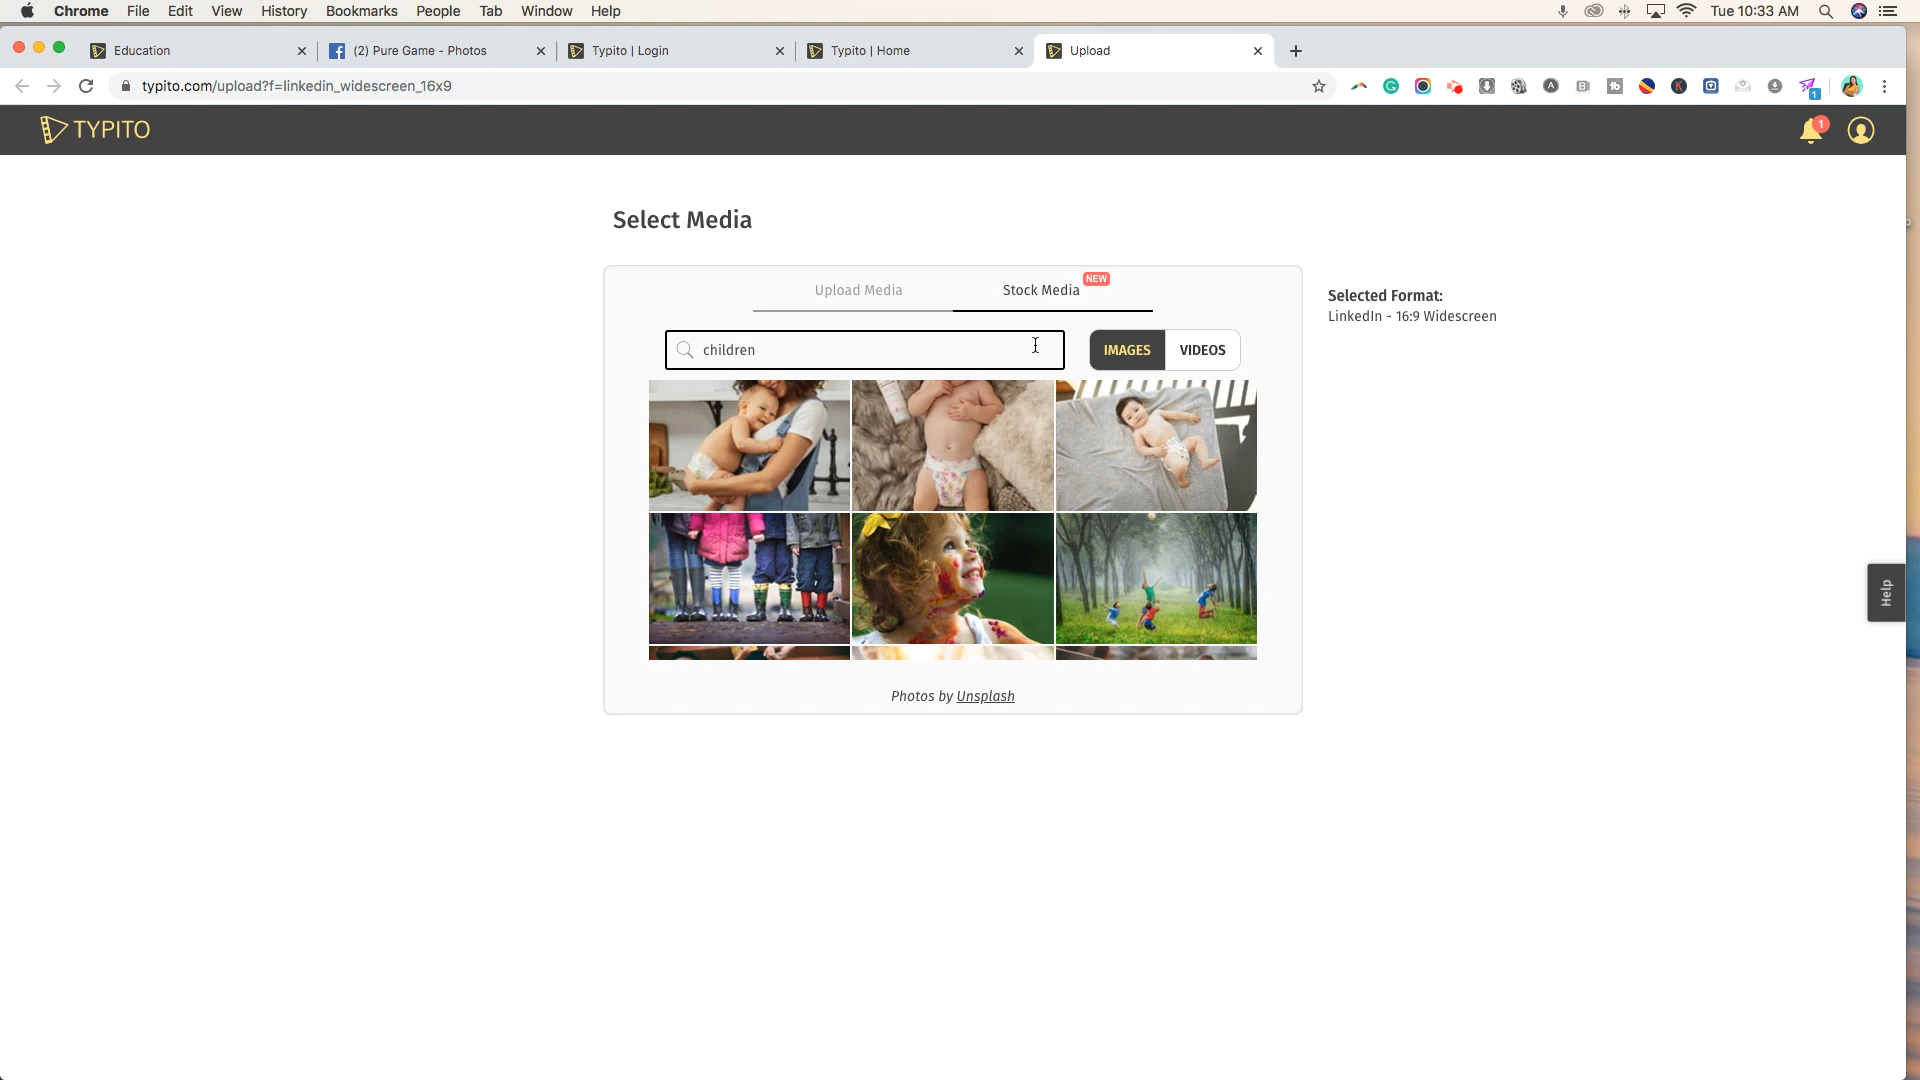 Chrome File Edit View History Bookmarks People Tab Window Help Tue 10:33 AM
Education (2) Pure Game - Photos Typito | Login Typito | Home Upload
typito.com/upload?f=linkedin_widescreen_16x9 1
TYPITO 1
Select Media
Upload Media Stock Media NEW
Selected Format:
LinkedIn - 16:9 Widescreen
children IMAGES VIDEOS
Help
Photos by Unsplash